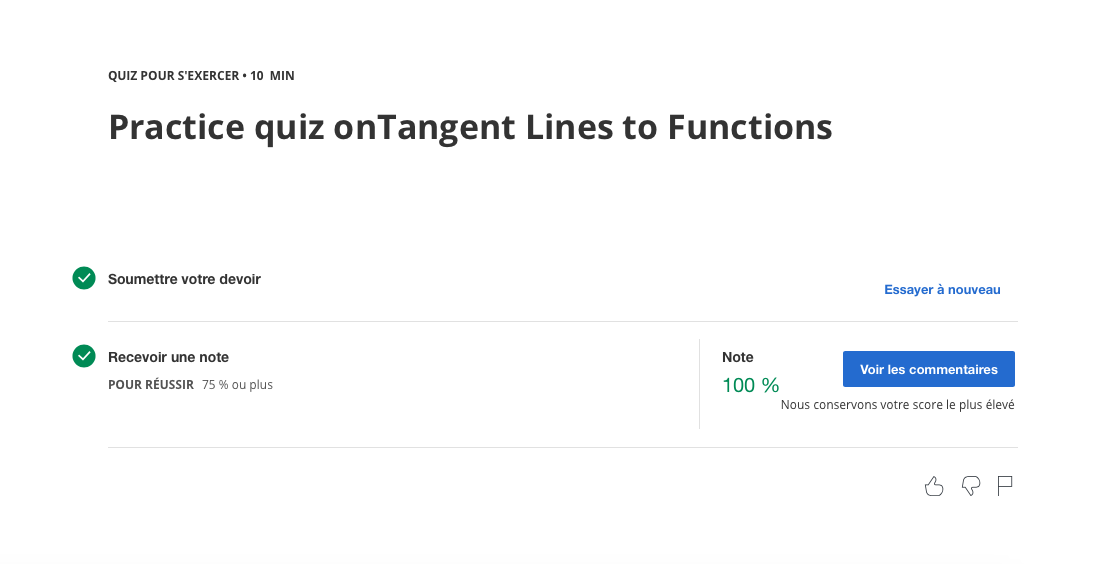 QUIZ POUR S'EXERCER • 10 MIN
Practice quiz onTangent Lines to Functions
Soumettre votre devoir
Essayer à nouveau
Recevoir une note
POUR RÉUSSIR 75 % ou plus
Note
100 %
Voir les commentaires
Nous conservons votre score le plus élevé